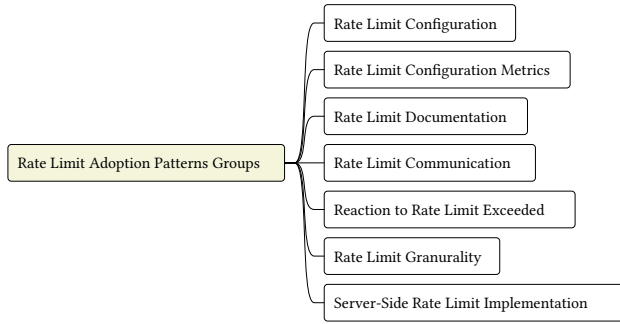 Rate Limit Configuration
Rate Limit Configuration Metrics
Rate Limit Documentation
Rate Limit Adoption Patterns Groups
Rate Limit Communication
Reaction to Rate Limit Exceeded
Rate Limit Granurality
Server-Side Rate Limit Implementation